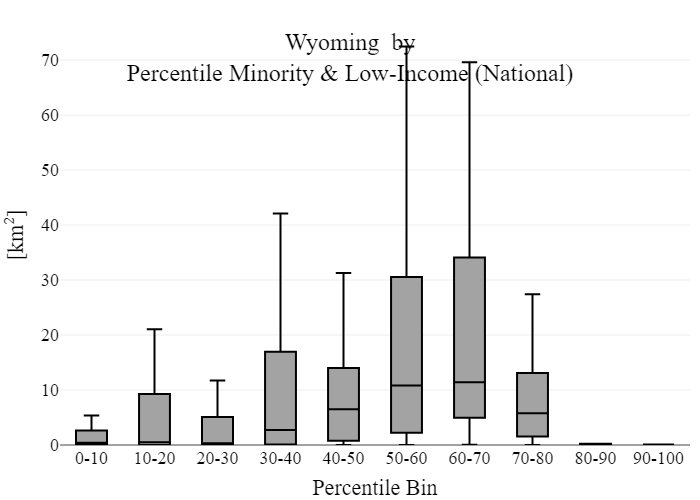 Wyoming by
Percentile Minority & Low-Income (National)
70
60
50
40
30
20
10
0
[km²]
0-10 10-20 20-30 30-40 40-50 50-60 60-70 70-80 80-90 90-100
Percentile Bin